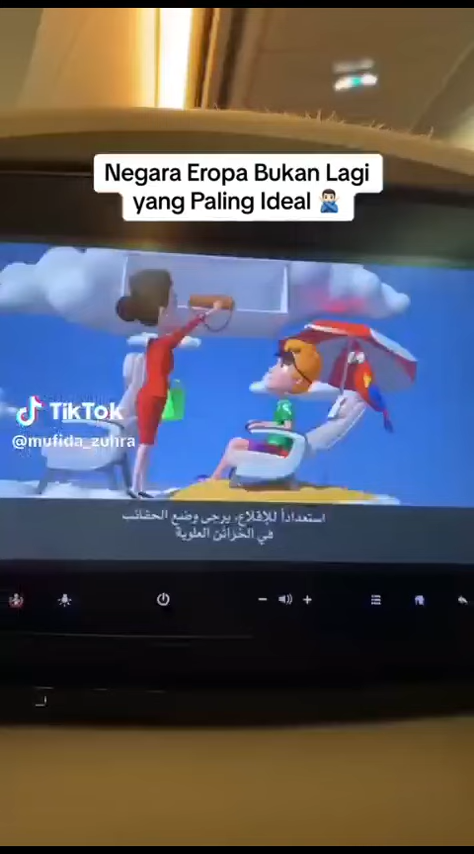 Negara Eropa Bukan Lagi
yang Paling Ideal 🙅🏻‍♂️
TikTok
@mufida_zuhra
استعداداً للإقلاع، يرجى وضع الحقائب
في الخزائن العلوية